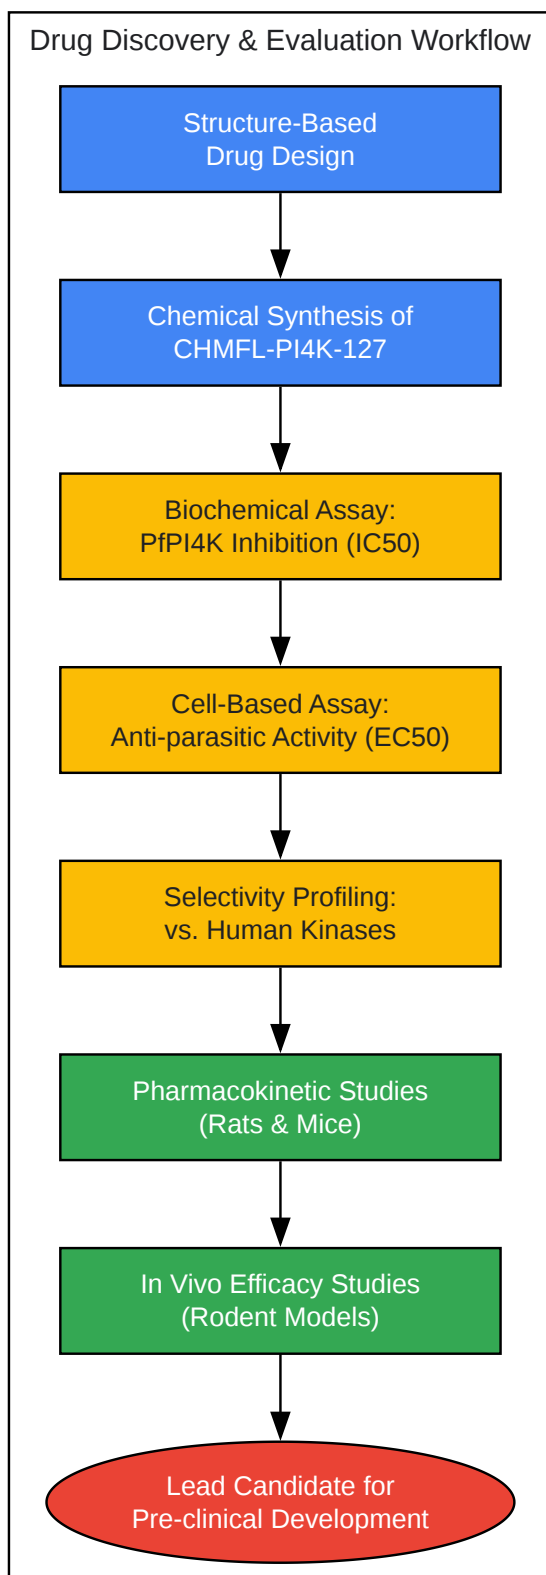 Drug Discovery & Evaluation Workflow
Structure-Based
Drug Design
Chemical Synthesis of
CHMFL-PI4K-127
Biochemical Assay:
PfPI4K Inhibition (IC50)
Cell-Based Assay:
Anti-parasitic Activity (EC50)
Selectivity Profiling:
vs. Human Kinases
Pharmacokinetic Studies
(Rats & Mice)
In Vivo Efficacy Studies
(Rodent Models)
Lead Candidate for
Pre-clinical Development